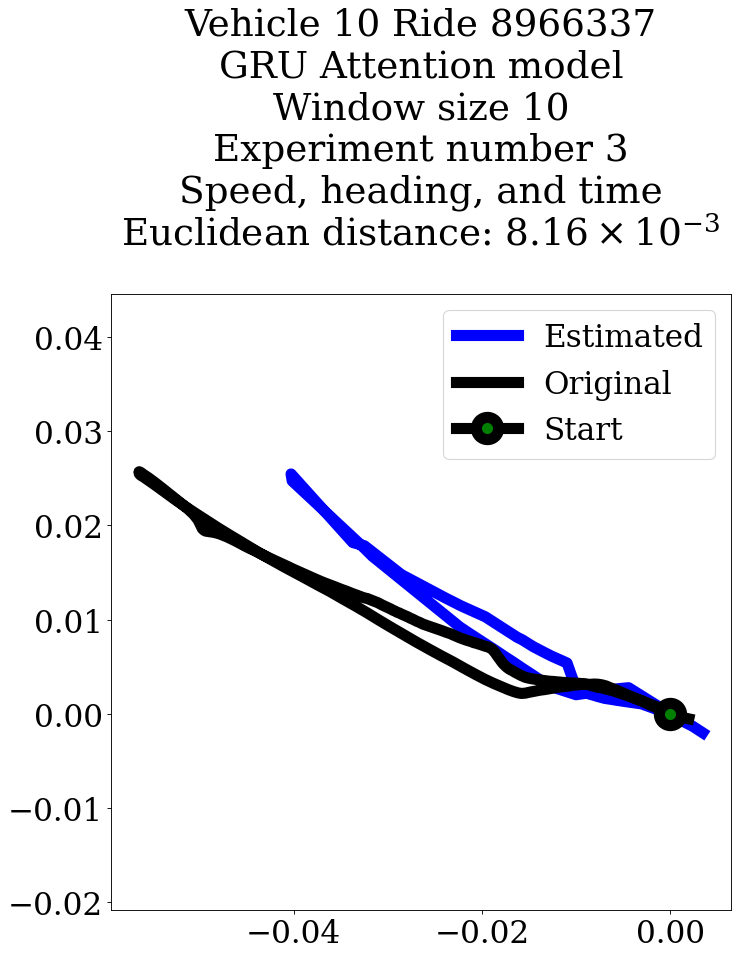 Vehicle 10 Ride 8966337
GRU Attention model
Window size 10
Experiment number 3
Speed, heading, and time
Euclidean distance: 8.16 × 10⁻³
Estimated
Original
Start
0.04
0.03
0.02
0.01
0.00
−0.01
−0.02
−0.04 −0.02 0.00